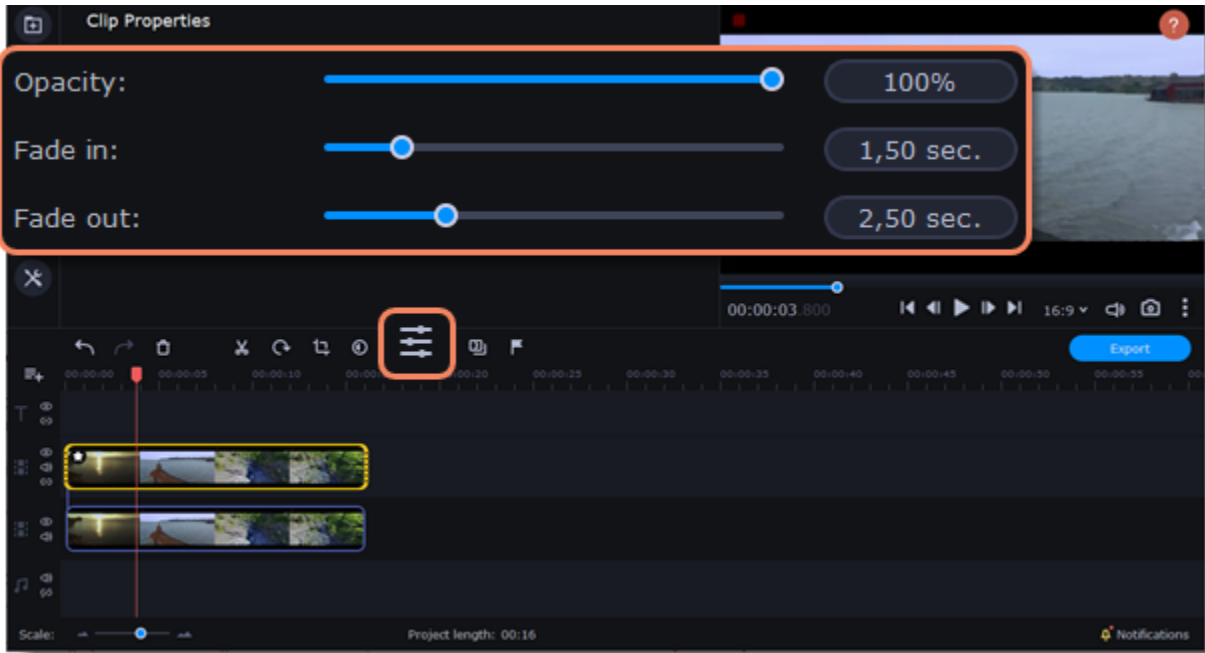 Clip Properties
?
Opacity: 100%
Fade in: 1,50 sec.
Fade out: 2,50 sec.
00:00:03.800
16:9
Export
00:00:00 00:00:05 00:00:10 00:00:20 00:00:25 00:00:30 00:00:35 00:00:40 00:00:45 00:00:50 00:00:55
T
Scale:
Project length: 00:16
Notifications